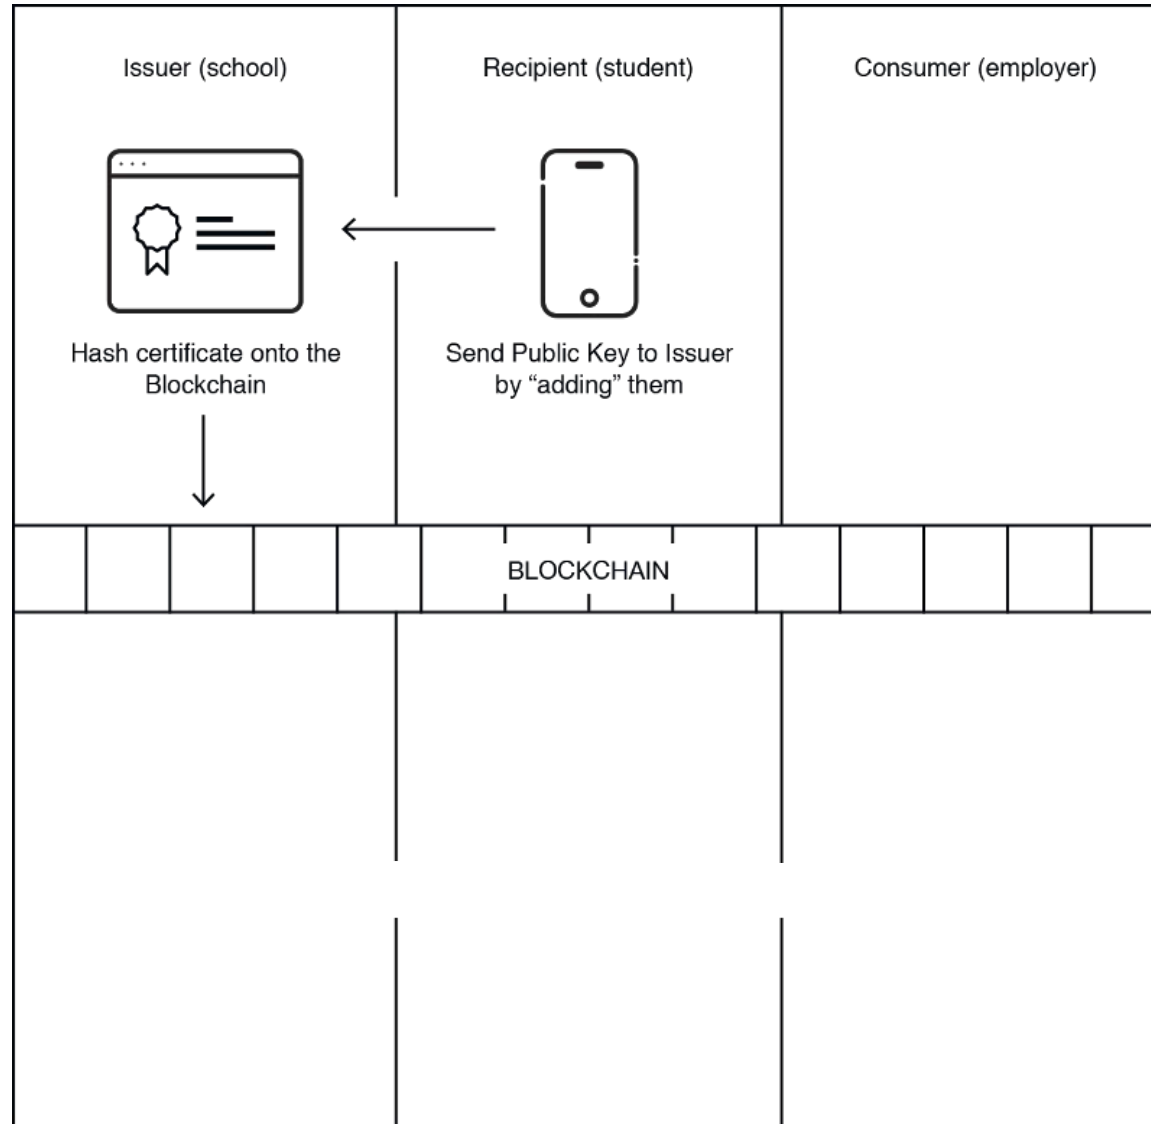 Issuer (school)
Recipient (student)
Consumer (employer)
Hash certificate onto the
Blockchain
Send Public Key to Issuer
by “adding” them
BLOCKCHAIN